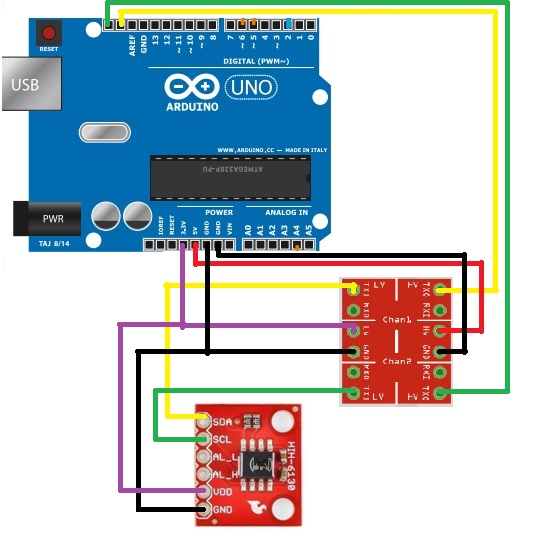 RESET
AREF
GND
13
12
~11
~10
~9
8
7
~6
~5
4
~3
2
1
0
USB
DIGITAL (PWM~)
UNO
ARDUINO
WWW.ARDUINO.CC — MADE IN ITALY
ATMEGA328P-PU
PWR
POWER
ANALOG IN
TAJ 8/14
IOREF
RESET
3.3V
5V
GND
GND
VIN
A0
A1
A2
A3
A4
A5
TXI LV HV TXO
RXO RXI
Chan1
LV HV
GND GND
Chan2
RXO RXI
TXI LV HV TXO
SDA
SCL
AL_L
AL_H
VDD
GND
HIH-6130